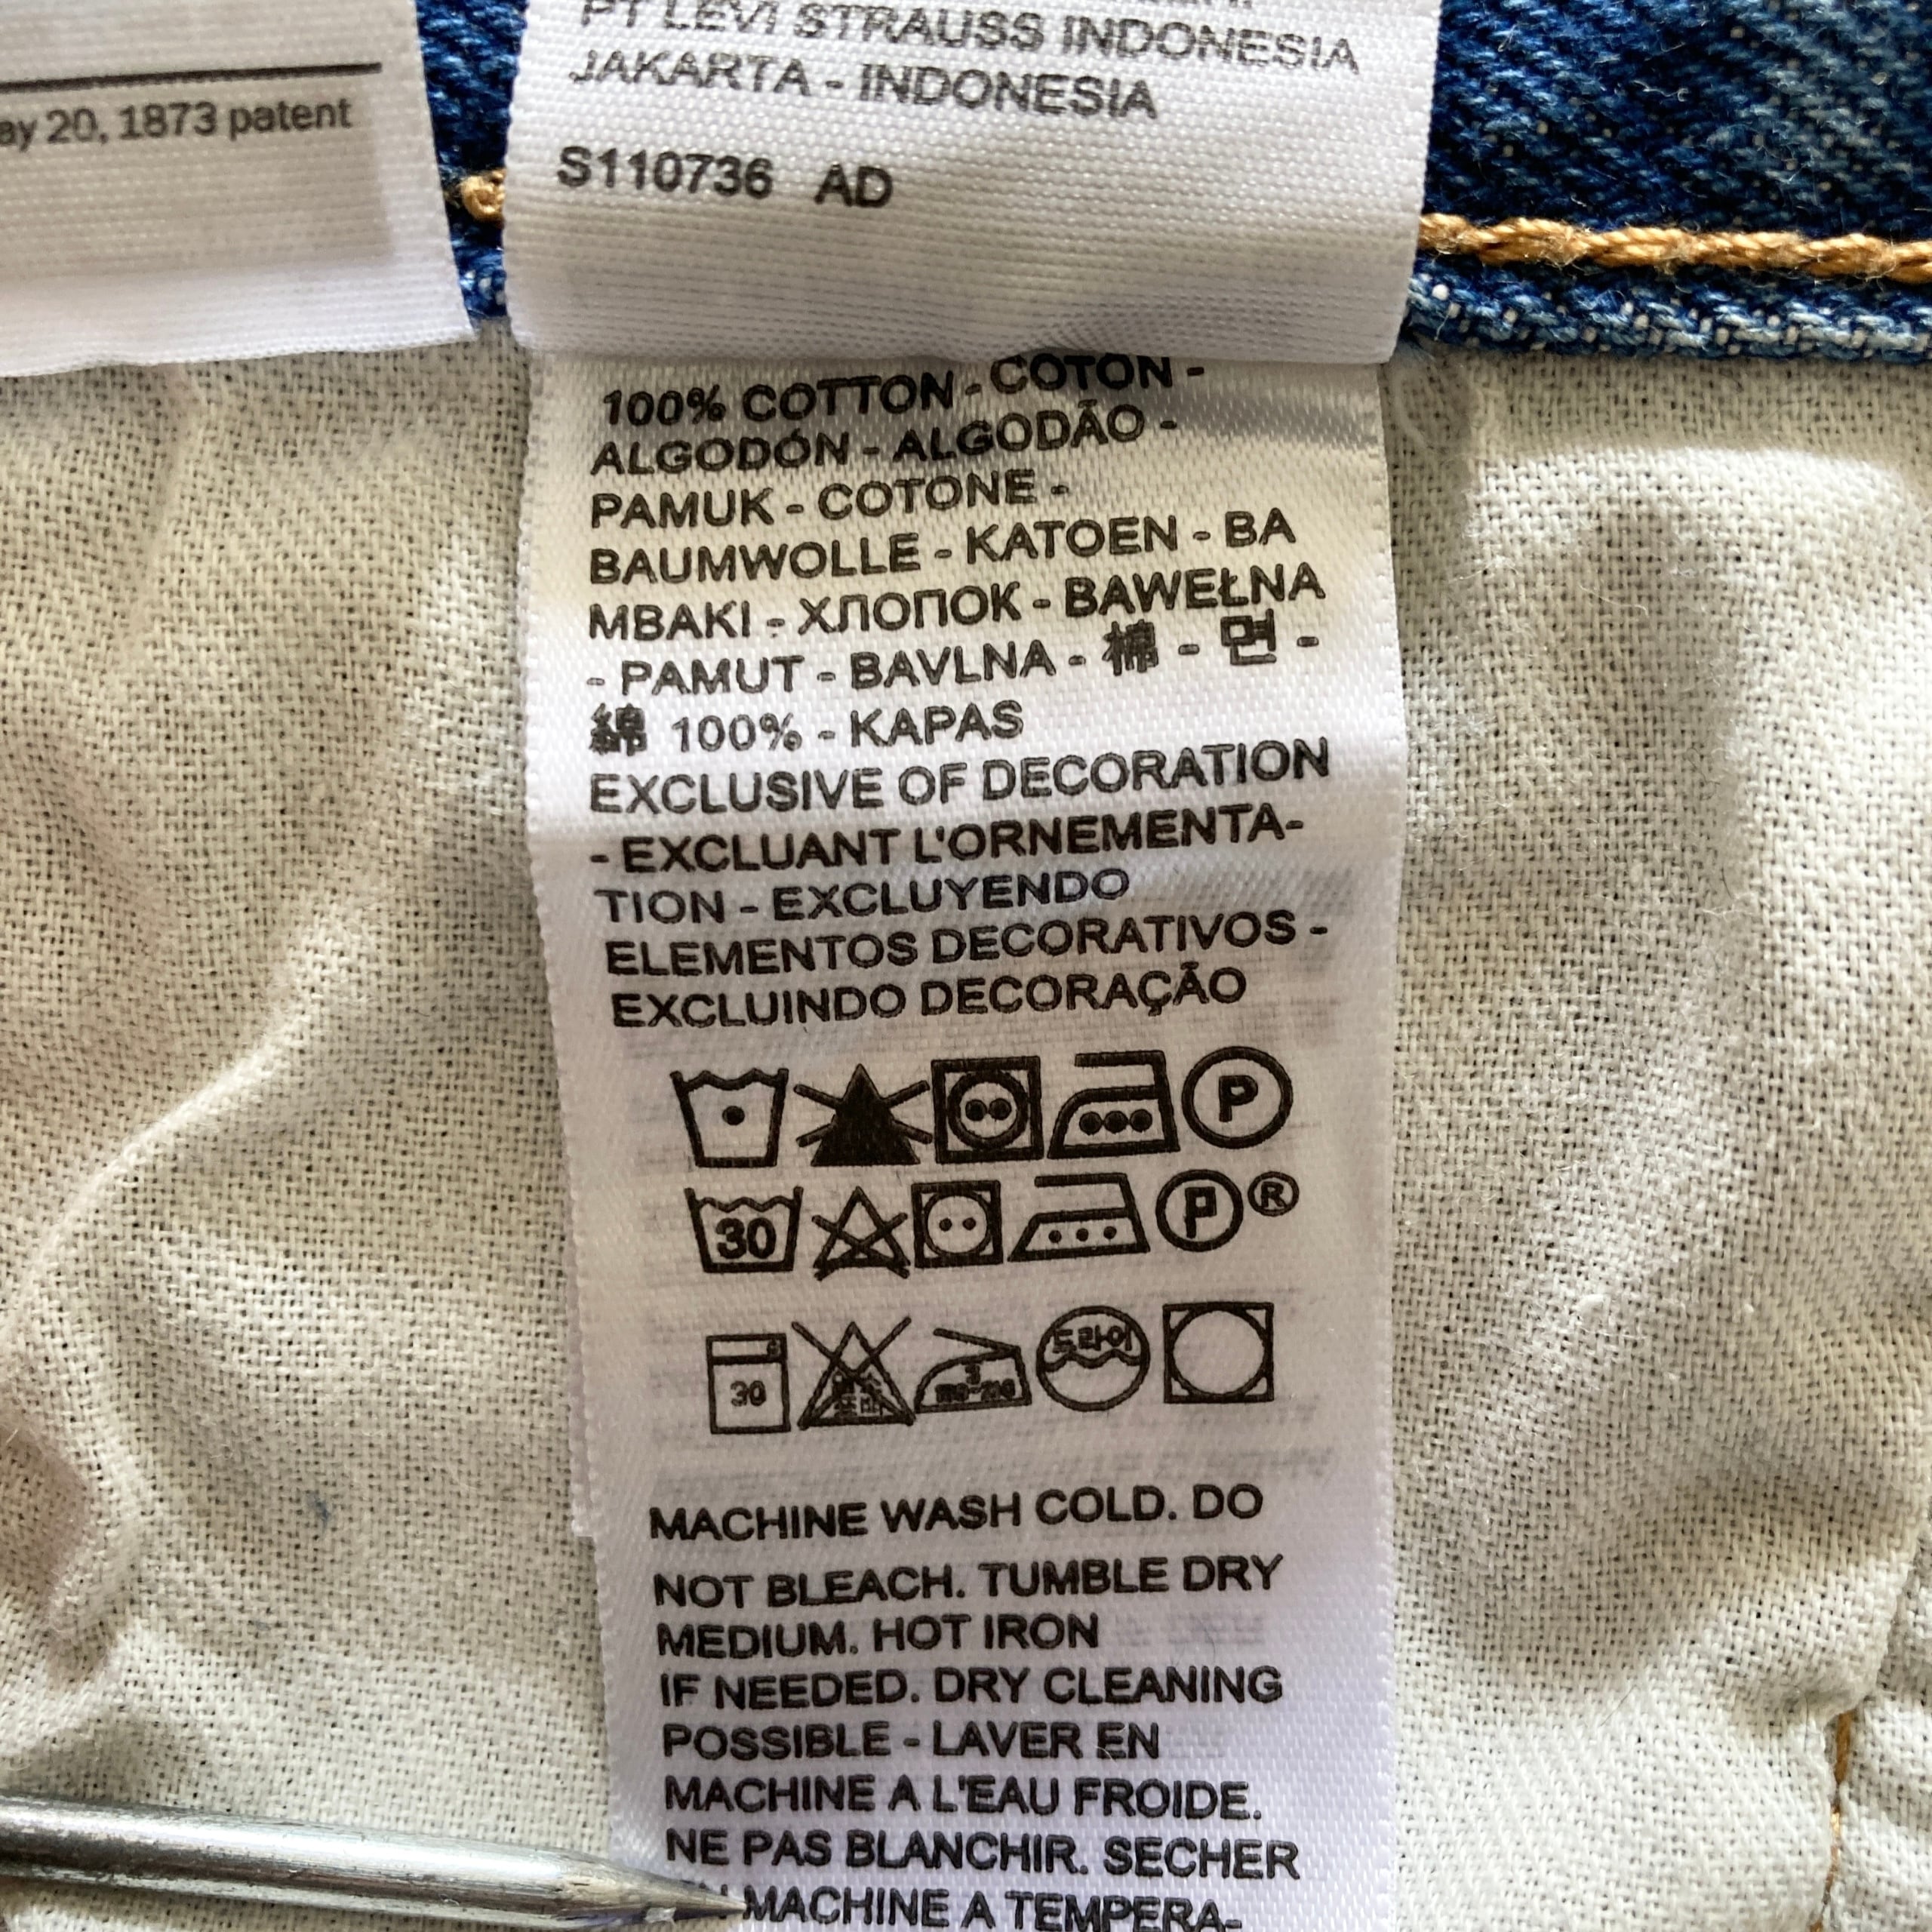 ay 20, 1873 patent
PT LEVI STRAUSS INDONESIA
JAKARTA - INDONESIA
S110736 AD
100% COTTON - COTON -
ALGODÓN - ALGODÃO -
PAMUK - COTONE -
BAUMWOLLE - KATOEN - BA
MBAKI - ХЛОПОК - BAWEŁNA
- PAMUT - BAVLNA - 棉 - 면 -
綿 100% - KAPAS
EXCLUSIVE OF DECORATION
- EXCLUANT L'ORNEMENTA-
TION - EXCLUYENDO
ELEMENTOS DECORATIVOS -
EXCLUINDO DECORAÇÃO
P
30 P ®
30 3 드라이
MACHINE WASH COLD. DO
NOT BLEACH. TUMBLE DRY
MEDIUM. HOT IRON
IF NEEDED. DRY CLEANING
POSSIBLE - LAVER EN
MACHINE A L'EAU FROIDE.
NE PAS BLANCHIR. SECHER
MACHINE A TEMPERA-